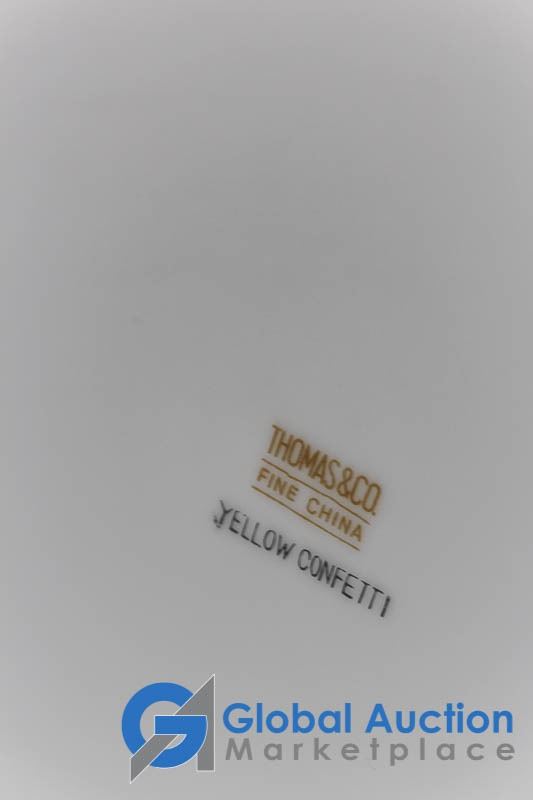 THOMAS&CO.
FINE CHINA
YELLOW CONFETTI
Global Auction
Marketplace